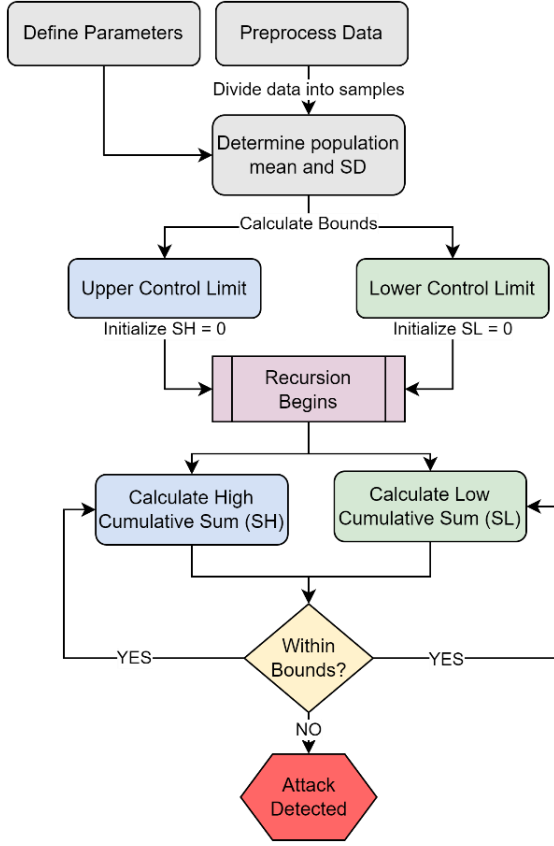 Define Parameters
Preprocess Data
Divide data into samples
Determine population
mean and SD
Calculate Bounds
Upper Control Limit
Lower Control Limit
Initialize SH = 0
Initialize SL = 0
Recursion
Begins
Calculate High
Cumulative Sum (SH)
Calculate Low
Cumulative Sum (SL)
Within
Bounds?
YES
YES
NO
Attack
Detected